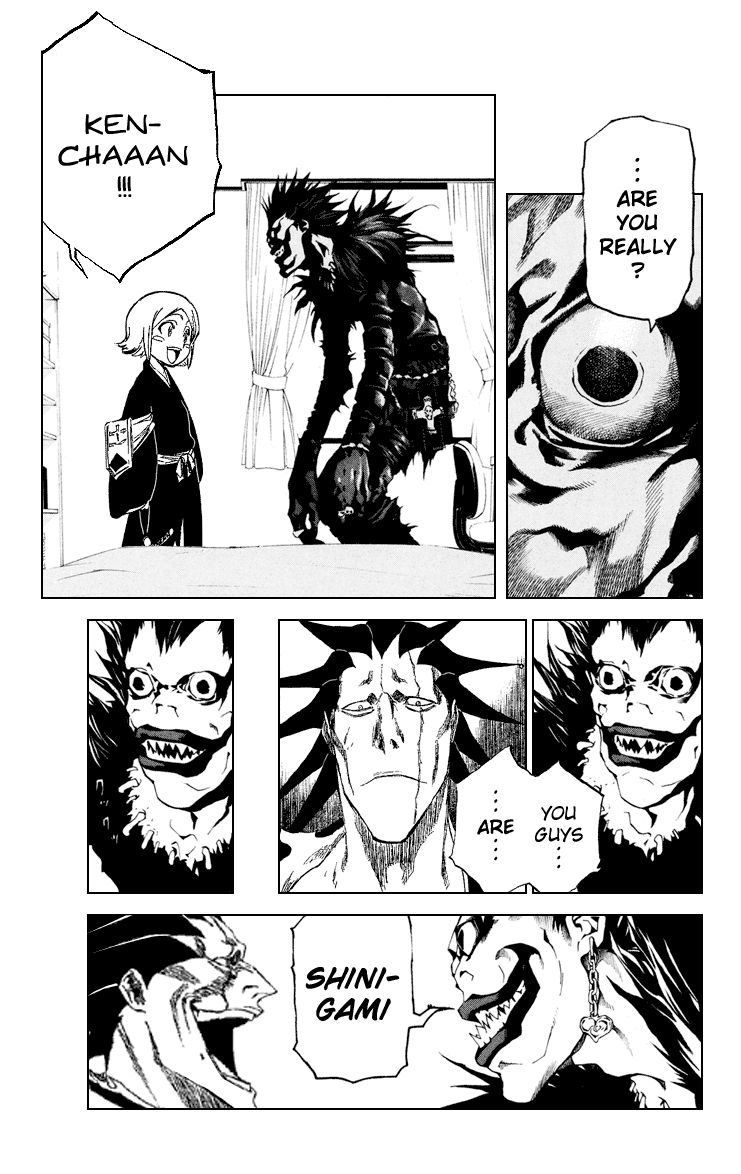 ...
ARE
YOU
REALLY
?
KEN-
CHAAAN
!!!
YOU
GUYS
...
...
ARE
...
SHINI-
GAMI